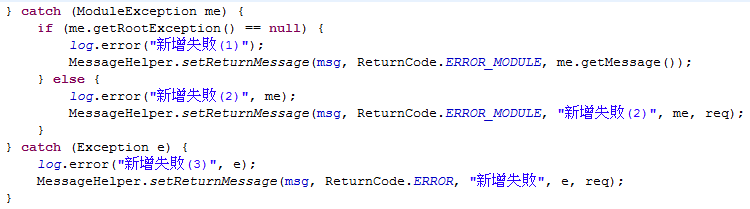 } catch (ModuleException me) {
    if (me.getRootException() == null) {
        log.error("新增失敗(1)");
        MessageHelper.setReturnMessage(msg, ReturnCode.ERROR_MODULE, me.getMessage());
    } else {
        log.error("新增失敗(2)", me);
        MessageHelper.setReturnMessage(msg, ReturnCode.ERROR_MODULE, "新增失敗(2)", me, req);
    }
} catch (Exception e) {
    log.error("新增失敗(3)", e);
    MessageHelper.setReturnMessage(msg, ReturnCode.ERROR, "新增失敗", e, req);
}